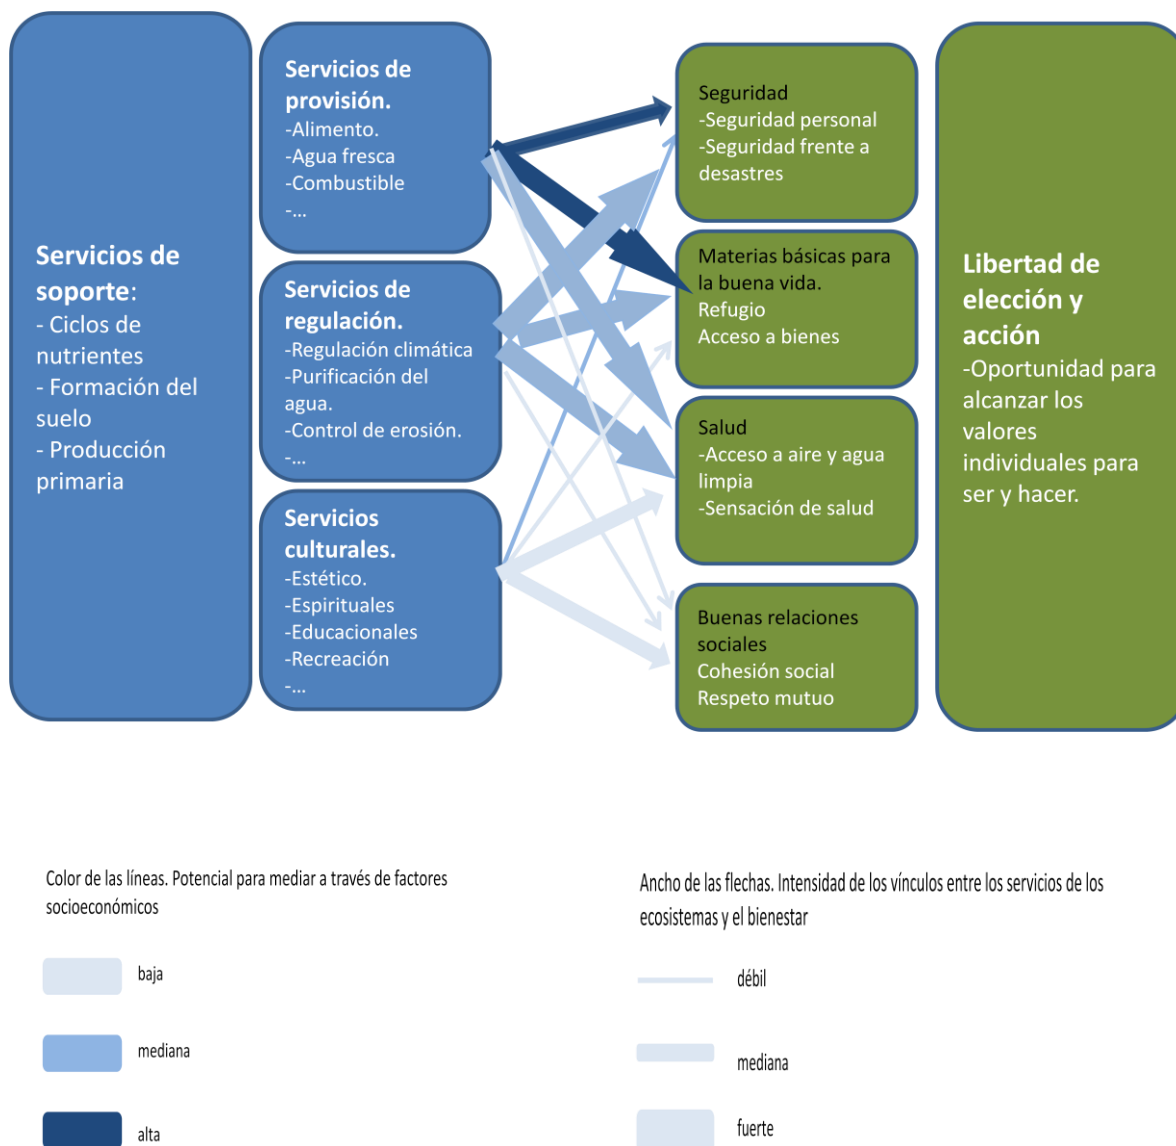 Servicios de
soporte:
- Ciclos de
nutrientes
- Formación del
suelo
- Producción
primaria
Servicios de
provisión.
-Alimento.
-Agua fresca
-Combustible
-...
Servicios de
regulación.
-Regulación climática
-Purificación del
agua.
-Control de erosión.
-...
Servicios
culturales.
-Estético.
-Espirituales
-Educacionales
-Recreación
-...
Seguridad
-Seguridad personal
-Seguridad frente a
desastres
Materias básicas para
la buena vida.
Refugio
Acceso a bienes
Salud
-Acceso a aire y agua
limpia
-Sensación de salud
Buenas relaciones
sociales
Cohesión social
Respeto mutuo
Libertad de
elección y
acción
-Oportunidad para
alcanzar los
valores
individuales para
ser y hacer.
Color de las líneas. Potencial para mediar a través de factores
socioeconómicos
baja
mediana
alta
Ancho de las flechas. Intensidad de los vínculos entre los servicios de los
ecosistemas y el bienestar
débil
mediana
fuerte